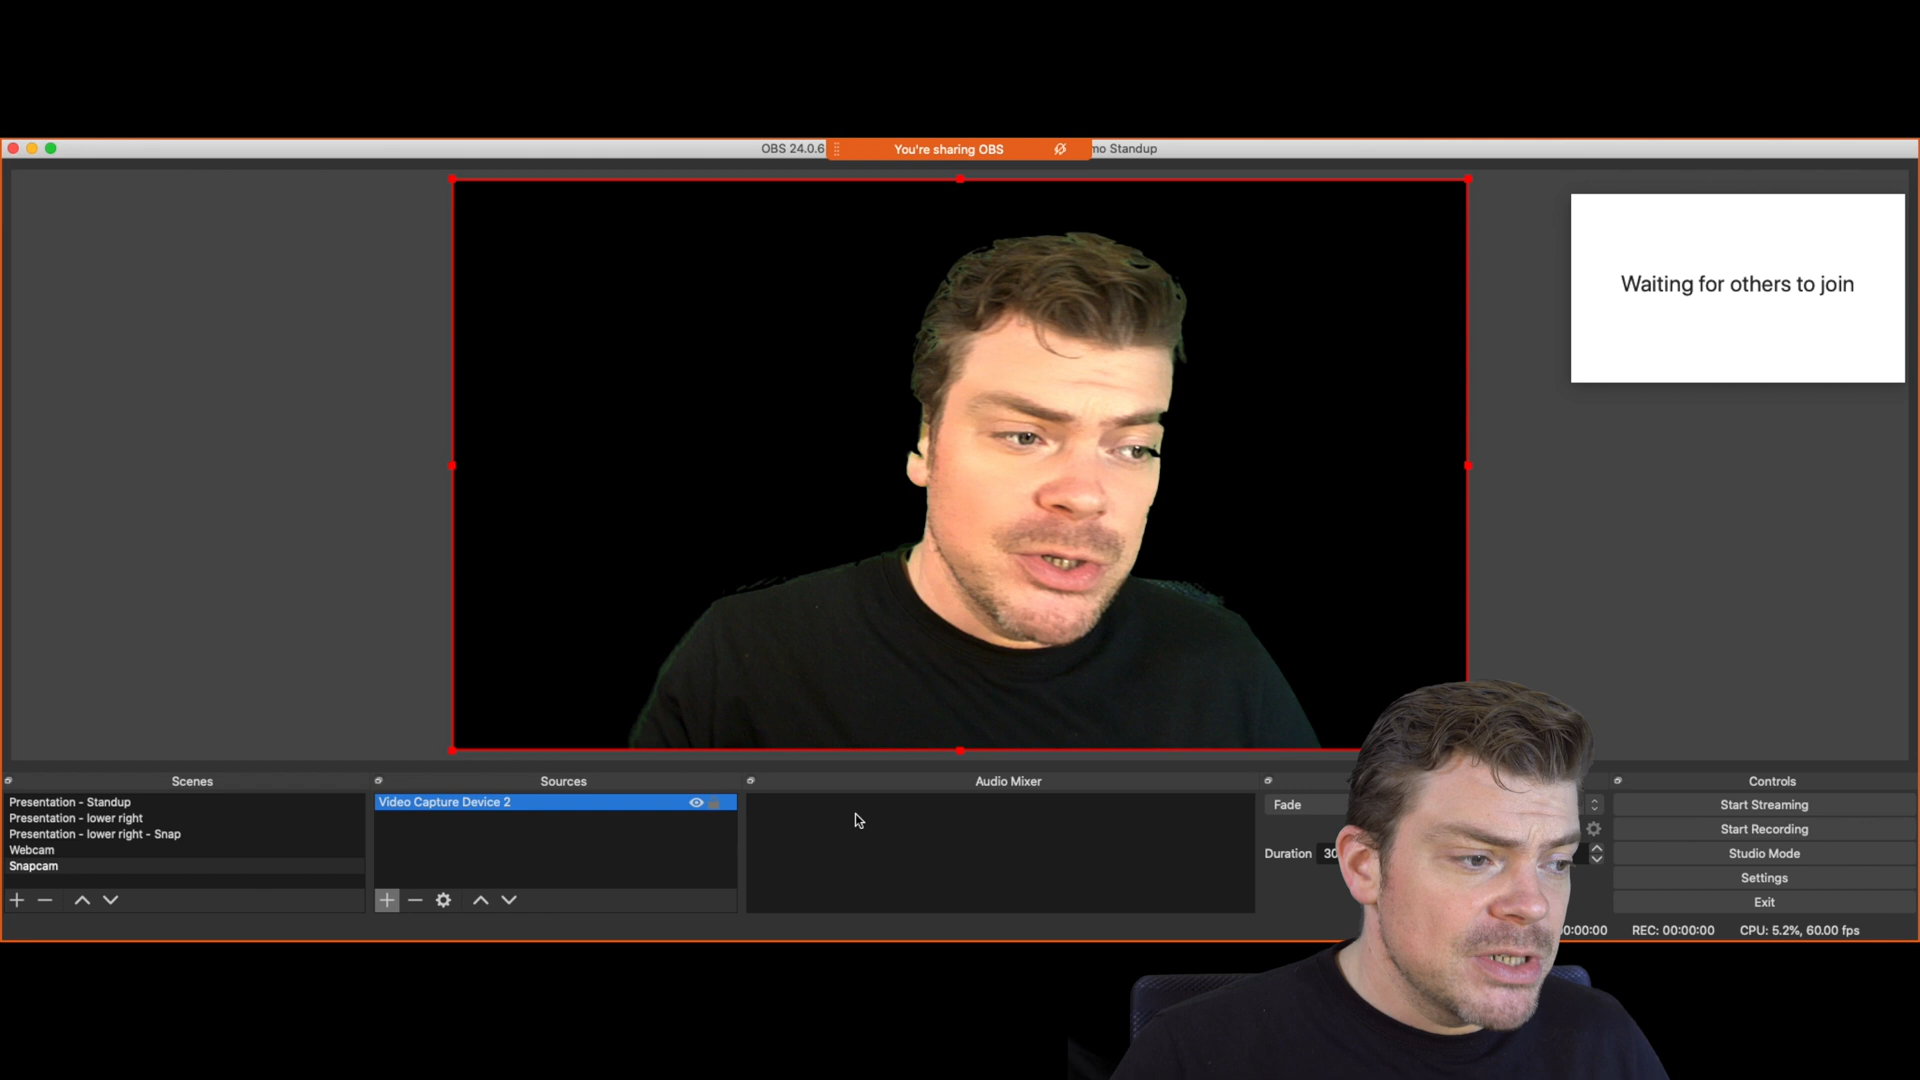 OBS 24.0.6
You're sharing OBS
mo Standup
Waiting for others to join
Scenes
Sources
Audio Mixer
Controls
Presentation - Standup
Presentation - lower right
Presentation - lower right - Snap
Webcam
Snapcam
Video Capture Device 2
Fade
Duration 30
Start Streaming
Start Recording
Studio Mode
Settings
Exit
0:00:00
REC: 00:00:00
CPU: 5.2%, 60.00 fps